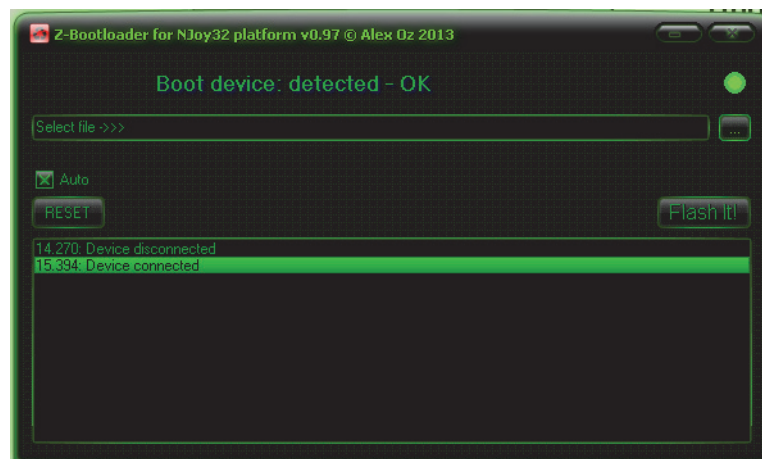 Z-Bootloader for NJoy32 platform v0.97 © Alex Oz 2013
Boot device: detected - OK
Select file ->>>
...
Auto
RESET
Flash It!
14.270: Device disconnected
15.394: Device connected